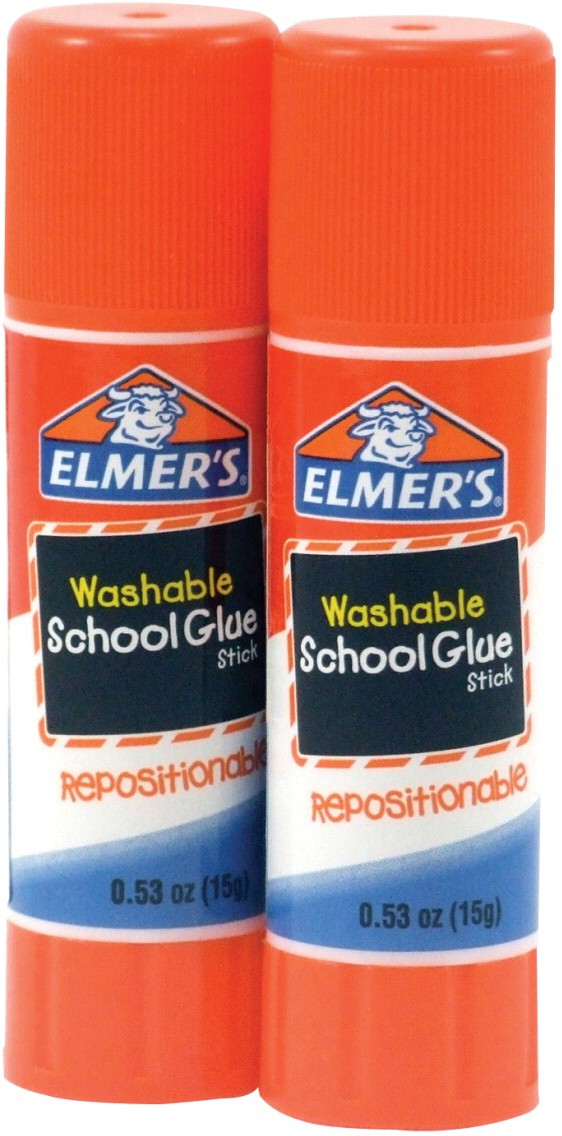 ELMER'S®
Washable
School Glue
Stick
Repositionable
0.53 oz (15g)
ELMER'S®
Washable
School Glue
Stick
Repositionable
0.53 oz (15g)